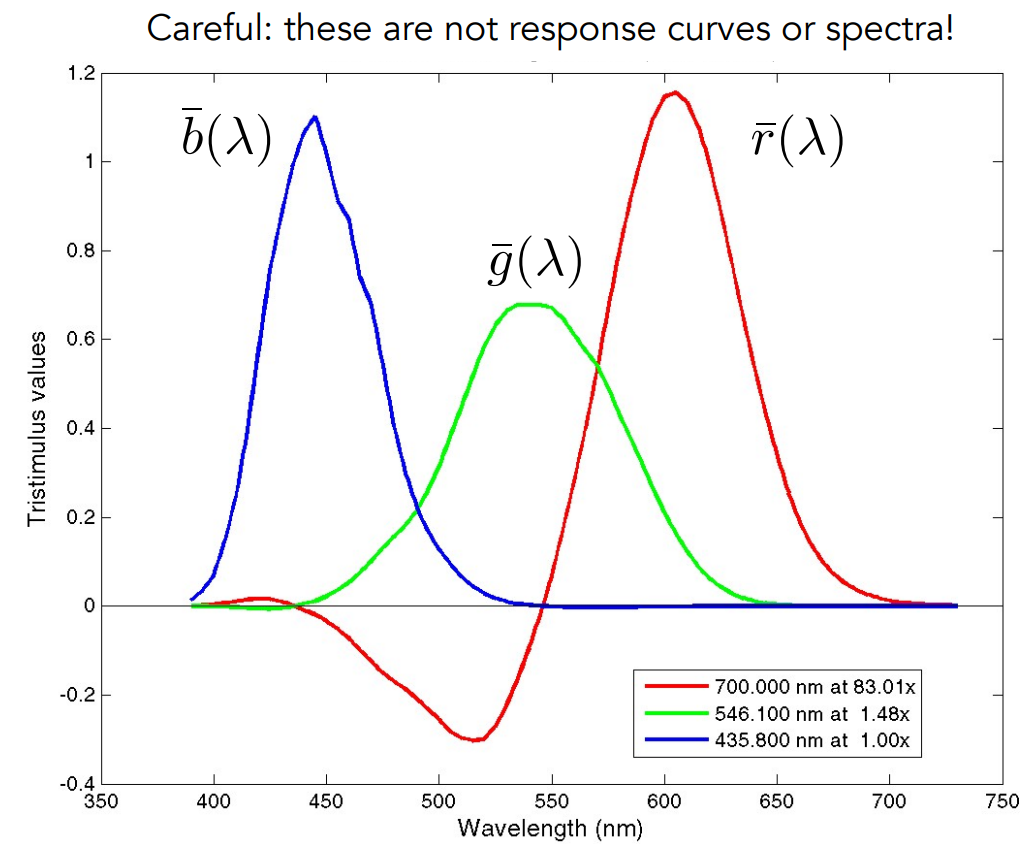 Careful: these are not response curves or spectra!
1.2
1
0.8
0.6
0.4
0.2
0
-0.2
-0.4
Tristimulus values
b̄(λ)
ḡ(λ)
r̄(λ)
700.000 nm at 83.01x
546.100 nm at 1.48x
435.800 nm at 1.00x
350 400 450 500 550 600 650 700 750
Wavelength (nm)